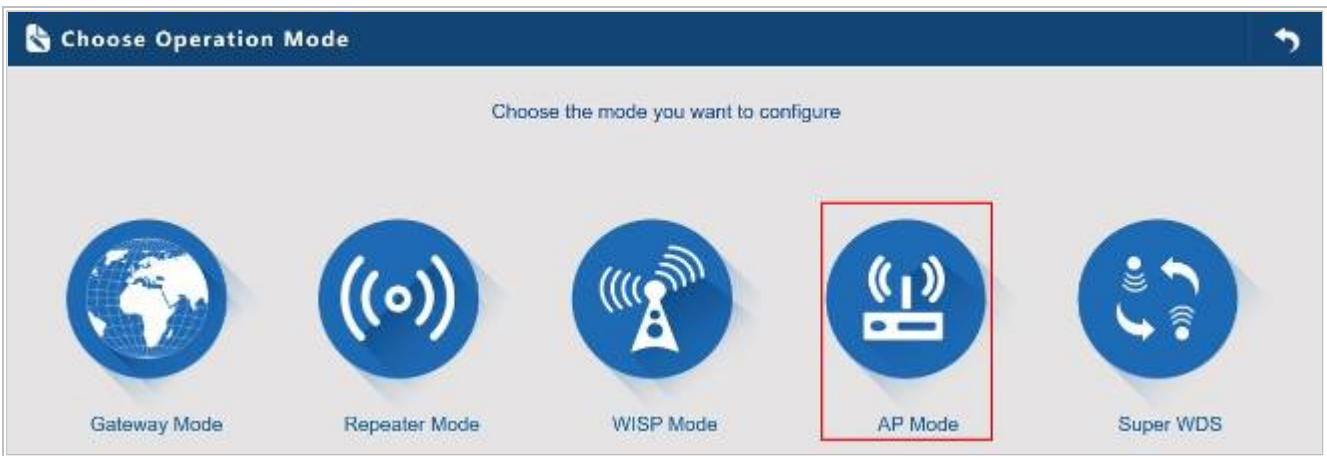 Choose Operation Mode
Choose the mode you want to configure
Gateway Mode
Repeater Mode
WISP Mode
AP Mode
Super WDS